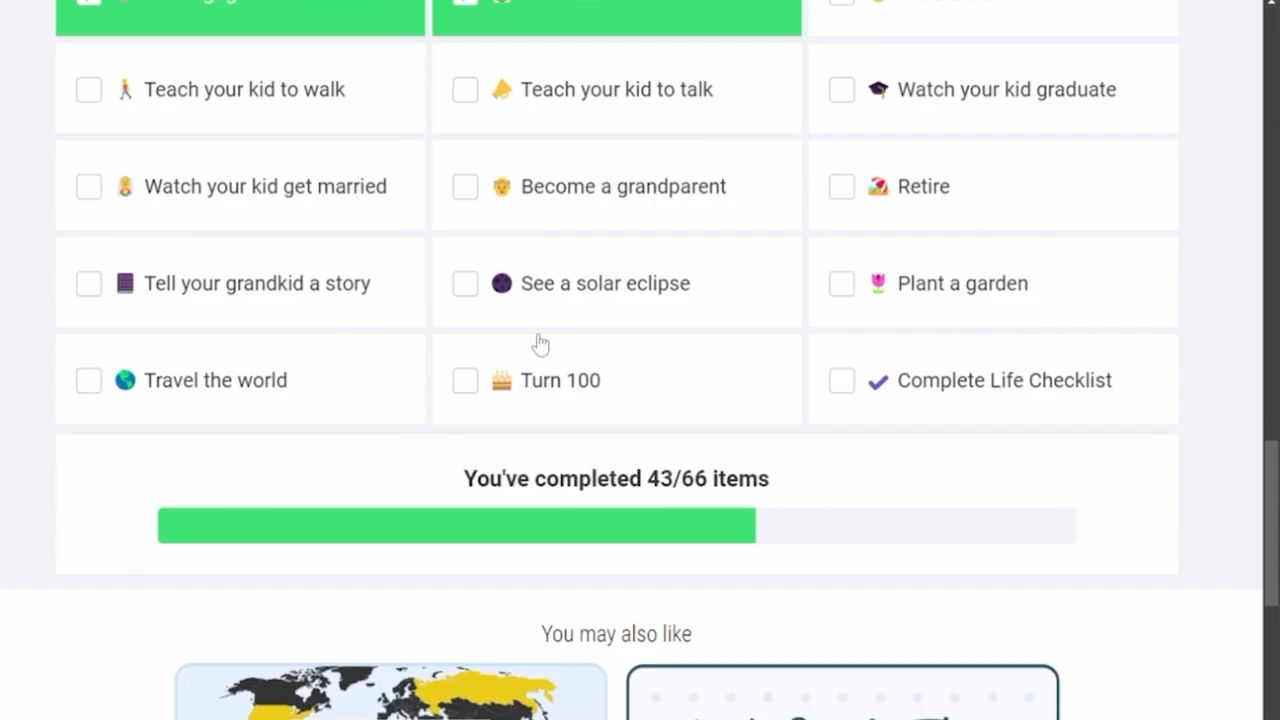 Teach your kid to walk
Teach your kid to talk
Watch your kid graduate
Watch your kid get married
Become a grandparent
Retire
Tell your grandkid a story
See a solar eclipse
Plant a garden
Travel the world
Turn 100
Complete Life Checklist
You've completed 43/66 items
You may also like